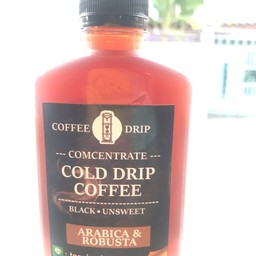 COFFEE DRIP
--- COMCENTRATE ---
COLD DRIP
COFFEE
BLACK • UNSWEET
ARABICA &
ROBUSTA